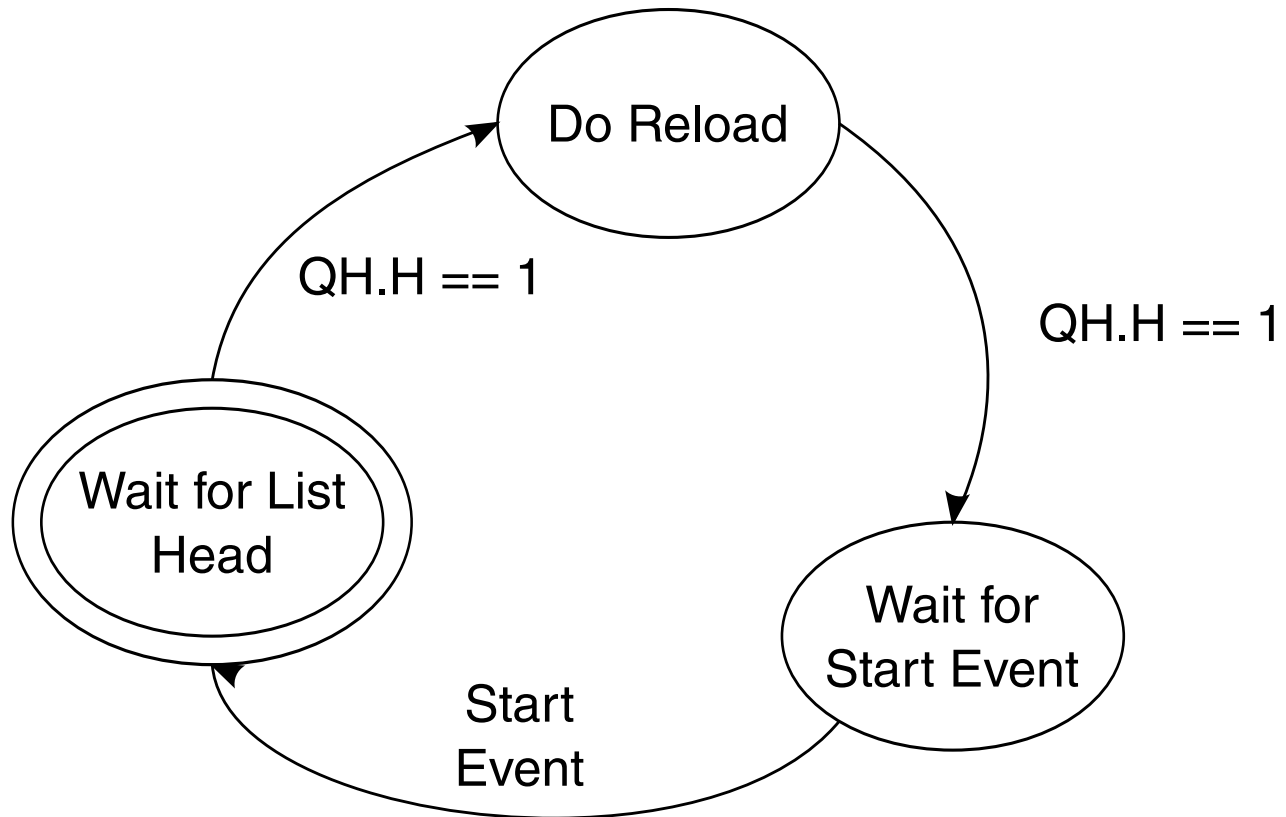 Do Reload
QH.H == 1
QH.H == 1
Wait for List
Head
Wait for
Start Event
Start
Event